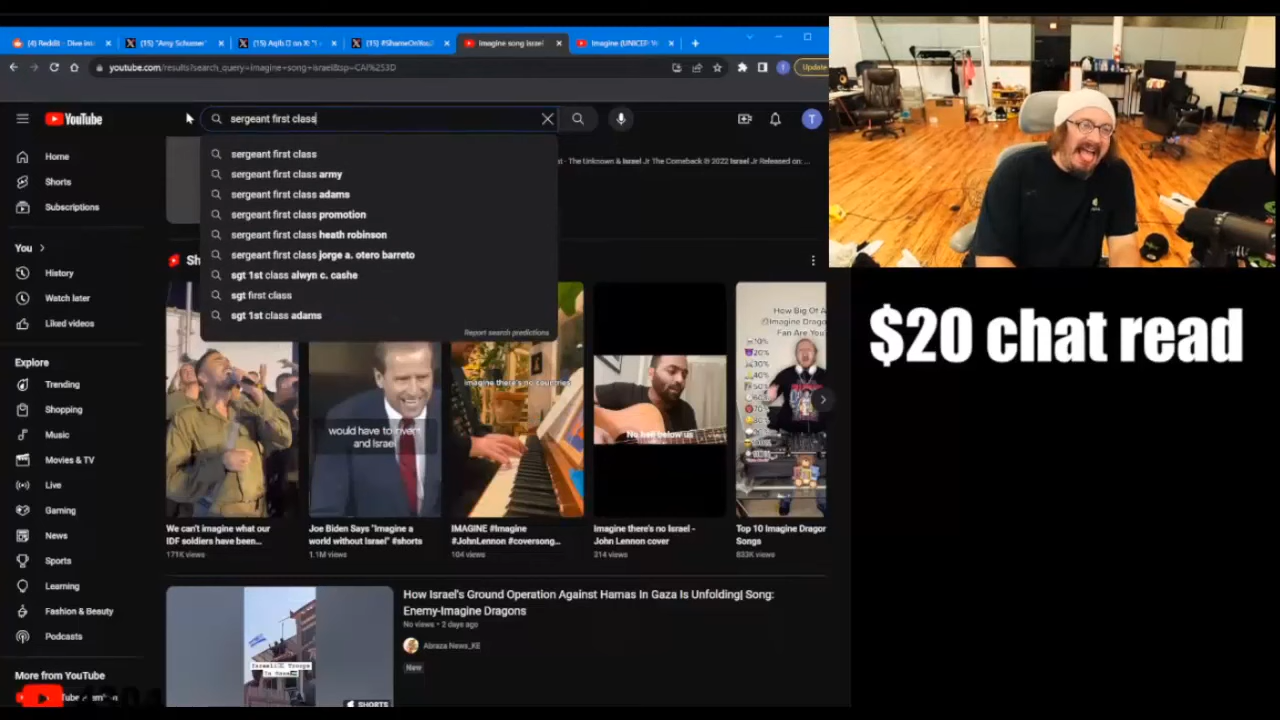 (4) Reddit - Dive into
(15) "Amy Schumer"
(15) #ShameOnYou
Imagine song israel
Imagine (UNICEF: W
youtube.com/results?search_query=imagine+song+israel&sp=CAI%253D
Update
YouTube
sergeant first class
T
Home
Shorts
Subscriptions
You
History
Watch later
Liked videos
Explore
Trending
Shopping
Music
Movies & TV
Live
Gaming
News
Sports
Learning
Fashion & Beauty
Podcasts
More from YouTube
sergeant first class
sergeant first class army
sergeant first class adams
sergeant first class promotion
sergeant first class heath robinson
sergeant first class jorge a. otero barreto
sgt 1st class alwyn c. cashe
sgt first class
sgt 1st class adams
Report search predictions
- The Unknown & Israel Jr The Comeback ℗ 2022 Israel Jr Released on: ...
Sh
would have to invent
and Israel
imagine there's no countries
No hell below us
How Big Of A
Imagine Dragon
Fan Are You
We can't imagine what our
IDF soldiers have been...
171K views
Joe Biden Says "Imagine a
world without Israel" #shorts
1.1M views
IMAGINE #Imagine
#JohnLennon #coversong...
104 views
Imagine there's no Israel -
John Lennon cover
314 views
Top 10 Imagine Dragon
Songs
833K views
How Israel's Ground Operation Against Hamas In Gaza Is Unfolding| Song:
Enemy-Imagine Dragons
No views • 2 days ago
Abraza News_KE
New
SHORTS
$20 chat read